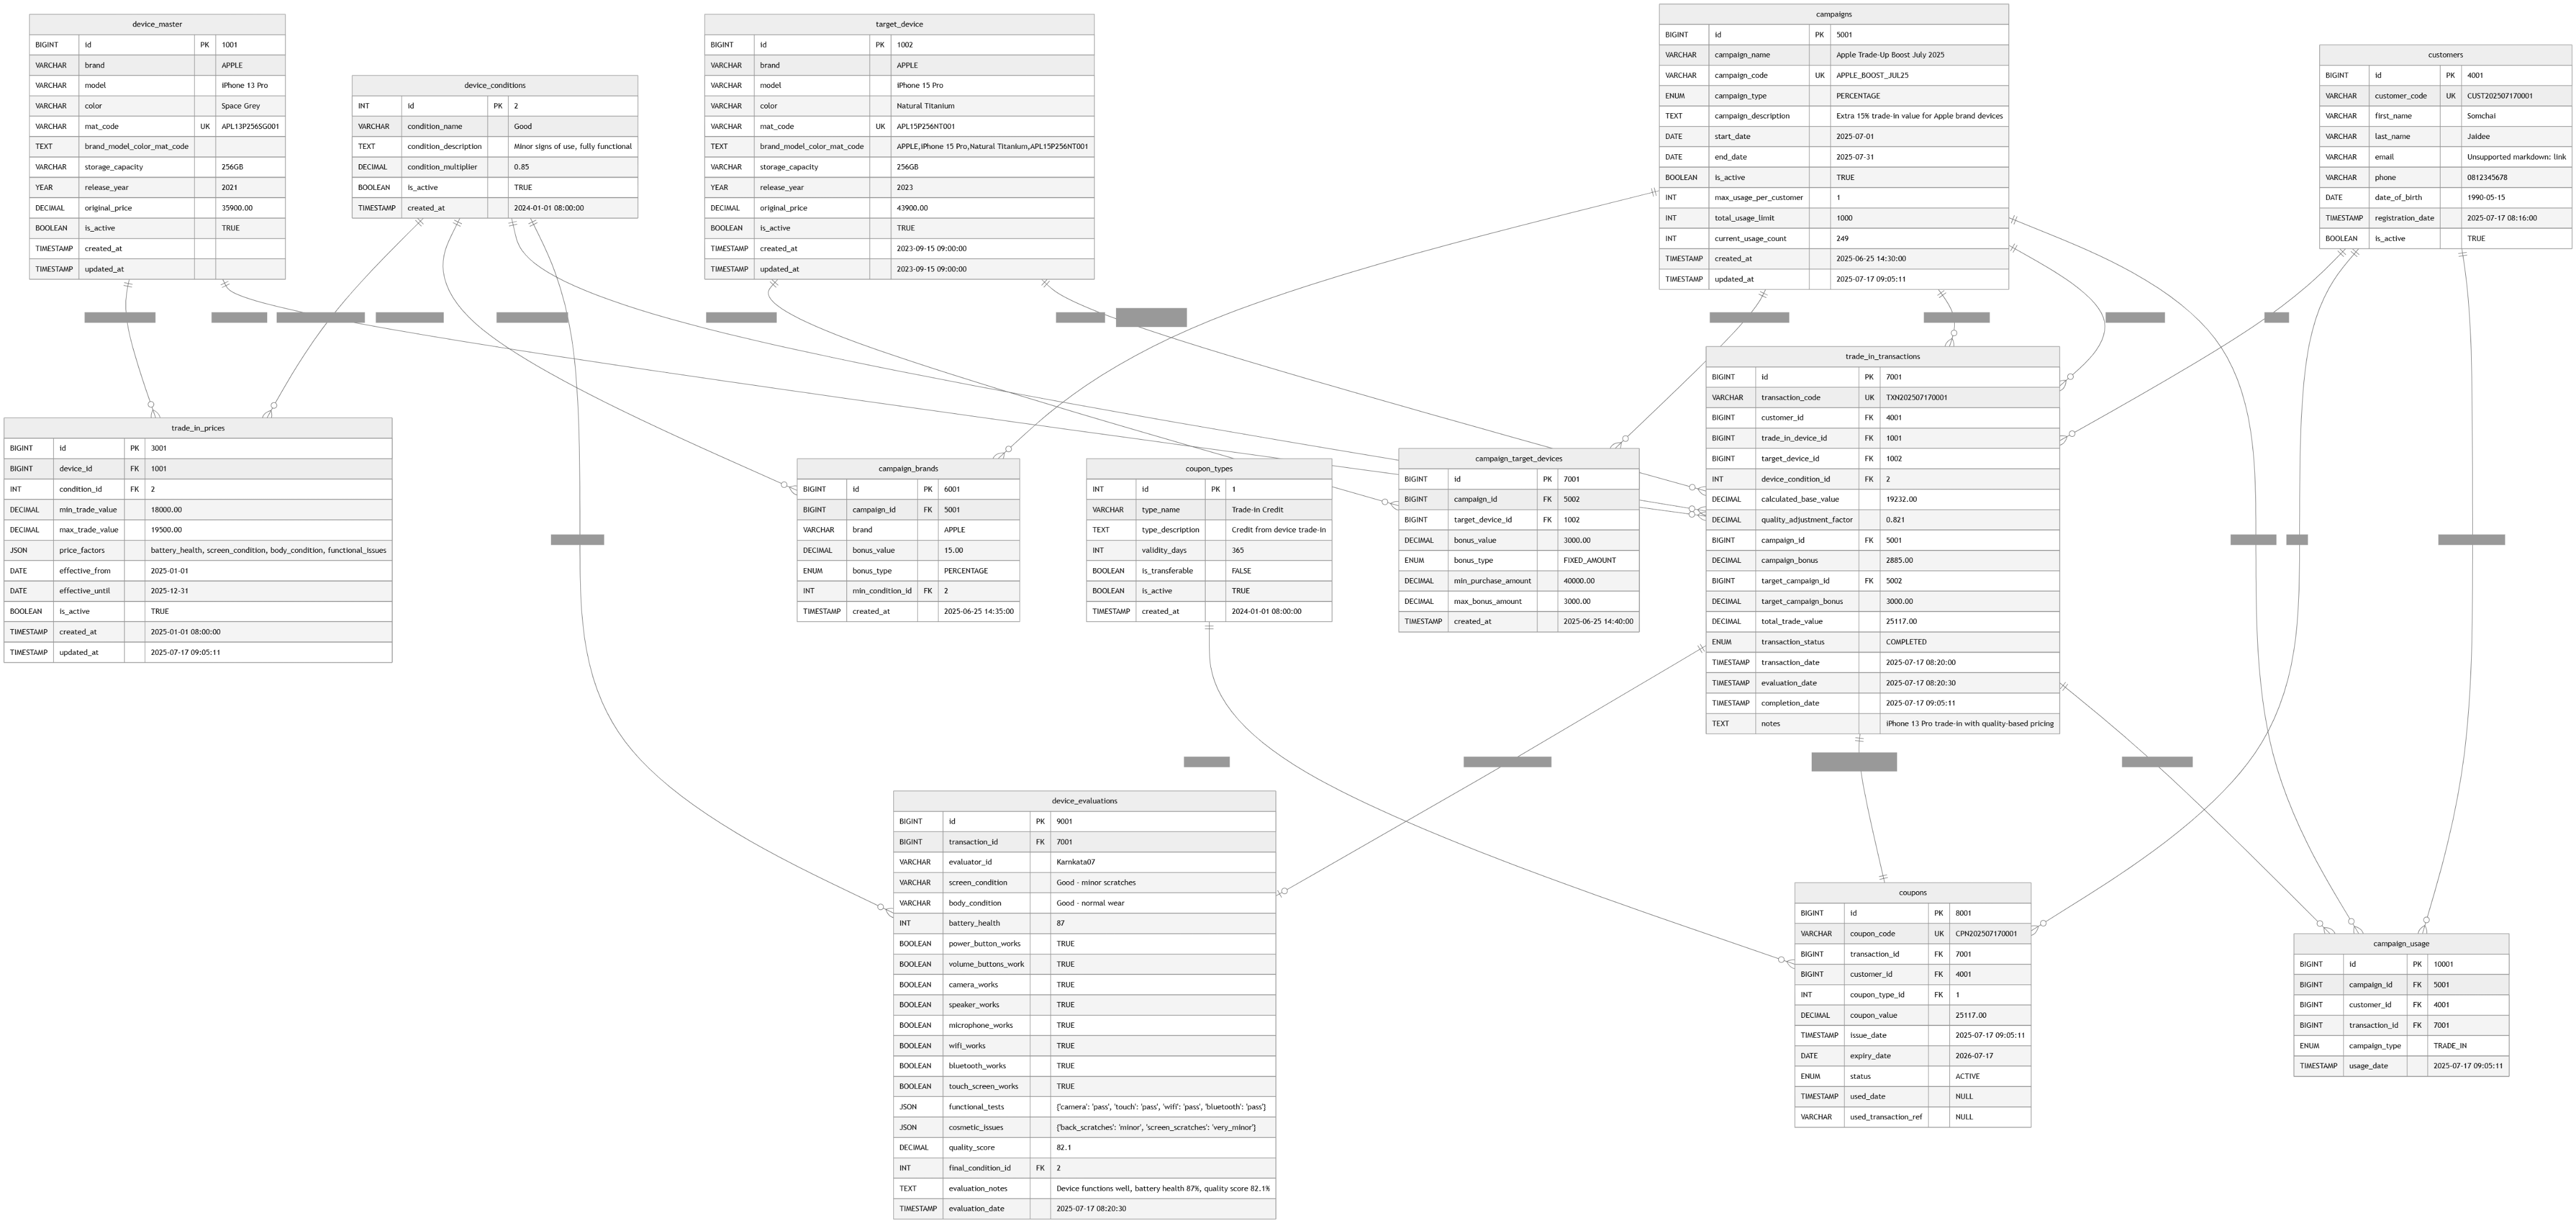 device_master
BIGINT id PK 1001
VARCHAR brand APPLE
VARCHAR model iPhone 13 Pro
VARCHAR color Space Grey
VARCHAR mat_code UK APL13P256SG001
TEXT brand_model_color_mat_code
VARCHAR storage_capacity 256GB
YEAR release_year 2021
DECIMAL original_price 35900.00
BOOLEAN is_active TRUE
TIMESTAMP created_at
TIMESTAMP updated_at
device_conditions
INT id PK 2
VARCHAR condition_name Good
TEXT condition_description Minor signs of use, fully functional
DECIMAL condition_multiplier 0.85
BOOLEAN is_active TRUE
TIMESTAMP created_at 2024-01-01 08:00:00
target_device
BIGINT id PK 1002
VARCHAR brand APPLE
VARCHAR model iPhone 15 Pro
VARCHAR color Natural Titanium
VARCHAR mat_code UK APL15P256NT001
TEXT brand_model_color_mat_code APPLE,iPhone 15 Pro,Natural Titanium,APL15P256NT001
VARCHAR storage_capacity 256GB
YEAR release_year 2023
DECIMAL original_price 43900.00
BOOLEAN is_active TRUE
TIMESTAMP created_at 2023-09-15 09:00:00
TIMESTAMP updated_at 2023-09-15 09:00:00
campaigns
BIGINT id PK 5001
VARCHAR campaign_name Apple Trade-Up Boost July 2025
VARCHAR campaign_code UK APPLE_BOOST_JUL25
ENUM campaign_type PERCENTAGE
TEXT campaign_description Extra 15% trade-in value for Apple brand devices
DATE start_date 2025-07-01
DATE end_date 2025-07-31
BOOLEAN is_active TRUE
INT max_usage_per_customer 1
INT total_usage_limit 1000
INT current_usage_count 249
TIMESTAMP created_at 2025-06-25 14:30:00
TIMESTAMP updated_at 2025-07-17 09:05:11
customers
BIGINT id PK 4001
VARCHAR customer_code UK CUST202507170001
VARCHAR first_name Somchai
VARCHAR last_name Jaidee
VARCHAR email Unsupported markdown: link
VARCHAR phone 0812345678
DATE date_of_birth 1990-05-15
TIMESTAMP registration_date 2025-07-17 08:16:00
BOOLEAN is_active TRUE
trade_in_prices
BIGINT id PK 3001
BIGINT device_id FK 1001
INT condition_id FK 2
DECIMAL min_trade_value 18000.00
DECIMAL max_trade_value 19500.00
JSON price_factors battery_health, screen_condition, body_condition, functional_issues
DATE effective_from 2025-01-01
DATE effective_until 2025-12-31
BOOLEAN is_active TRUE
TIMESTAMP created_at 2025-01-01 08:00:00
TIMESTAMP updated_at 2025-07-17 09:05:11
campaign_brands
BIGINT id PK 6001
BIGINT campaign_id FK 5001
VARCHAR brand APPLE
DECIMAL bonus_value 15.00
ENUM bonus_type PERCENTAGE
INT min_condition_id FK 2
TIMESTAMP created_at 2025-06-25 14:35:00
coupon_types
INT id PK 1
VARCHAR type_name Trade-in Credit
TEXT type_description Credit from device trade-in
INT validity_days 365
BOOLEAN is_transferable FALSE
BOOLEAN is_active TRUE
TIMESTAMP created_at 2024-01-01 08:00:00
campaign_target_devices
BIGINT id PK 7001
BIGINT campaign_id FK 5002
BIGINT target_device_id FK 1002
DECIMAL bonus_value 3000.00
ENUM bonus_type FIXED_AMOUNT
DECIMAL min_purchase_amount 40000.00
DECIMAL max_bonus_amount 3000.00
TIMESTAMP created_at 2025-06-25 14:40:00
trade_in_transactions
BIGINT id PK 7001
VARCHAR transaction_code UK TXN202507170001
BIGINT customer_id FK 4001
BIGINT trade_in_device_id FK 1001
BIGINT target_device_id FK 1002
INT device_condition_id FK 2
DECIMAL calculated_base_value 19232.00
DECIMAL quality_adjustment_factor 0.821
BIGINT campaign_id FK 5001
DECIMAL campaign_bonus 2885.00
BIGINT target_campaign_id FK 5002
DECIMAL target_campaign_bonus 3000.00
DECIMAL total_trade_value 25117.00
ENUM transaction_status COMPLETED
TIMESTAMP transaction_date 2025-07-17 08:20:00
TIMESTAMP evaluation_date 2025-07-17 08:20:30
TIMESTAMP completion_date 2025-07-17 09:05:11
TEXT notes iPhone 13 Pro trade-in with quality-based pricing
device_evaluations
BIGINT id PK 9001
BIGINT transaction_id FK 7001
VARCHAR evaluator_id Karnkata07
VARCHAR screen_condition Good - minor scratches
VARCHAR body_condition Good - normal wear
INT battery_health 87
BOOLEAN power_button_works TRUE
BOOLEAN volume_buttons_work TRUE
BOOLEAN camera_works TRUE
BOOLEAN speaker_works TRUE
BOOLEAN microphone_works TRUE
BOOLEAN wifi_works TRUE
BOOLEAN bluetooth_works TRUE
BOOLEAN touch_screen_works TRUE
JSON functional_tests {'camera': 'pass', 'touch': 'pass', 'wifi': 'pass', 'bluetooth': 'pass'}
JSON cosmetic_issues {'back_scratches': 'minor', 'screen_scratches': 'very_minor'}
DECIMAL quality_score 82.1
INT final_condition_id FK 2
TEXT evaluation_notes Device functions well, battery health 87%, quality score 82.1%
TIMESTAMP evaluation_date 2025-07-17 08:20:30
coupons
BIGINT id PK 8001
VARCHAR coupon_code UK CPN202507170001
BIGINT transaction_id FK 7001
BIGINT customer_id FK 4001
INT coupon_type_id FK 1
DECIMAL coupon_value 25117.00
TIMESTAMP issue_date 2025-07-17 09:05:11
DATE expiry_date 2026-07-17
ENUM status ACTIVE
TIMESTAMP used_date NULL
VARCHAR used_transaction_ref NULL
campaign_usage
BIGINT id PK 10001
BIGINT campaign_id FK 5001
BIGINT customer_id FK 4001
BIGINT transaction_id FK 7001
ENUM campaign_type TRADE_IN
TIMESTAMP usage_date 2025-07-17 09:05:11